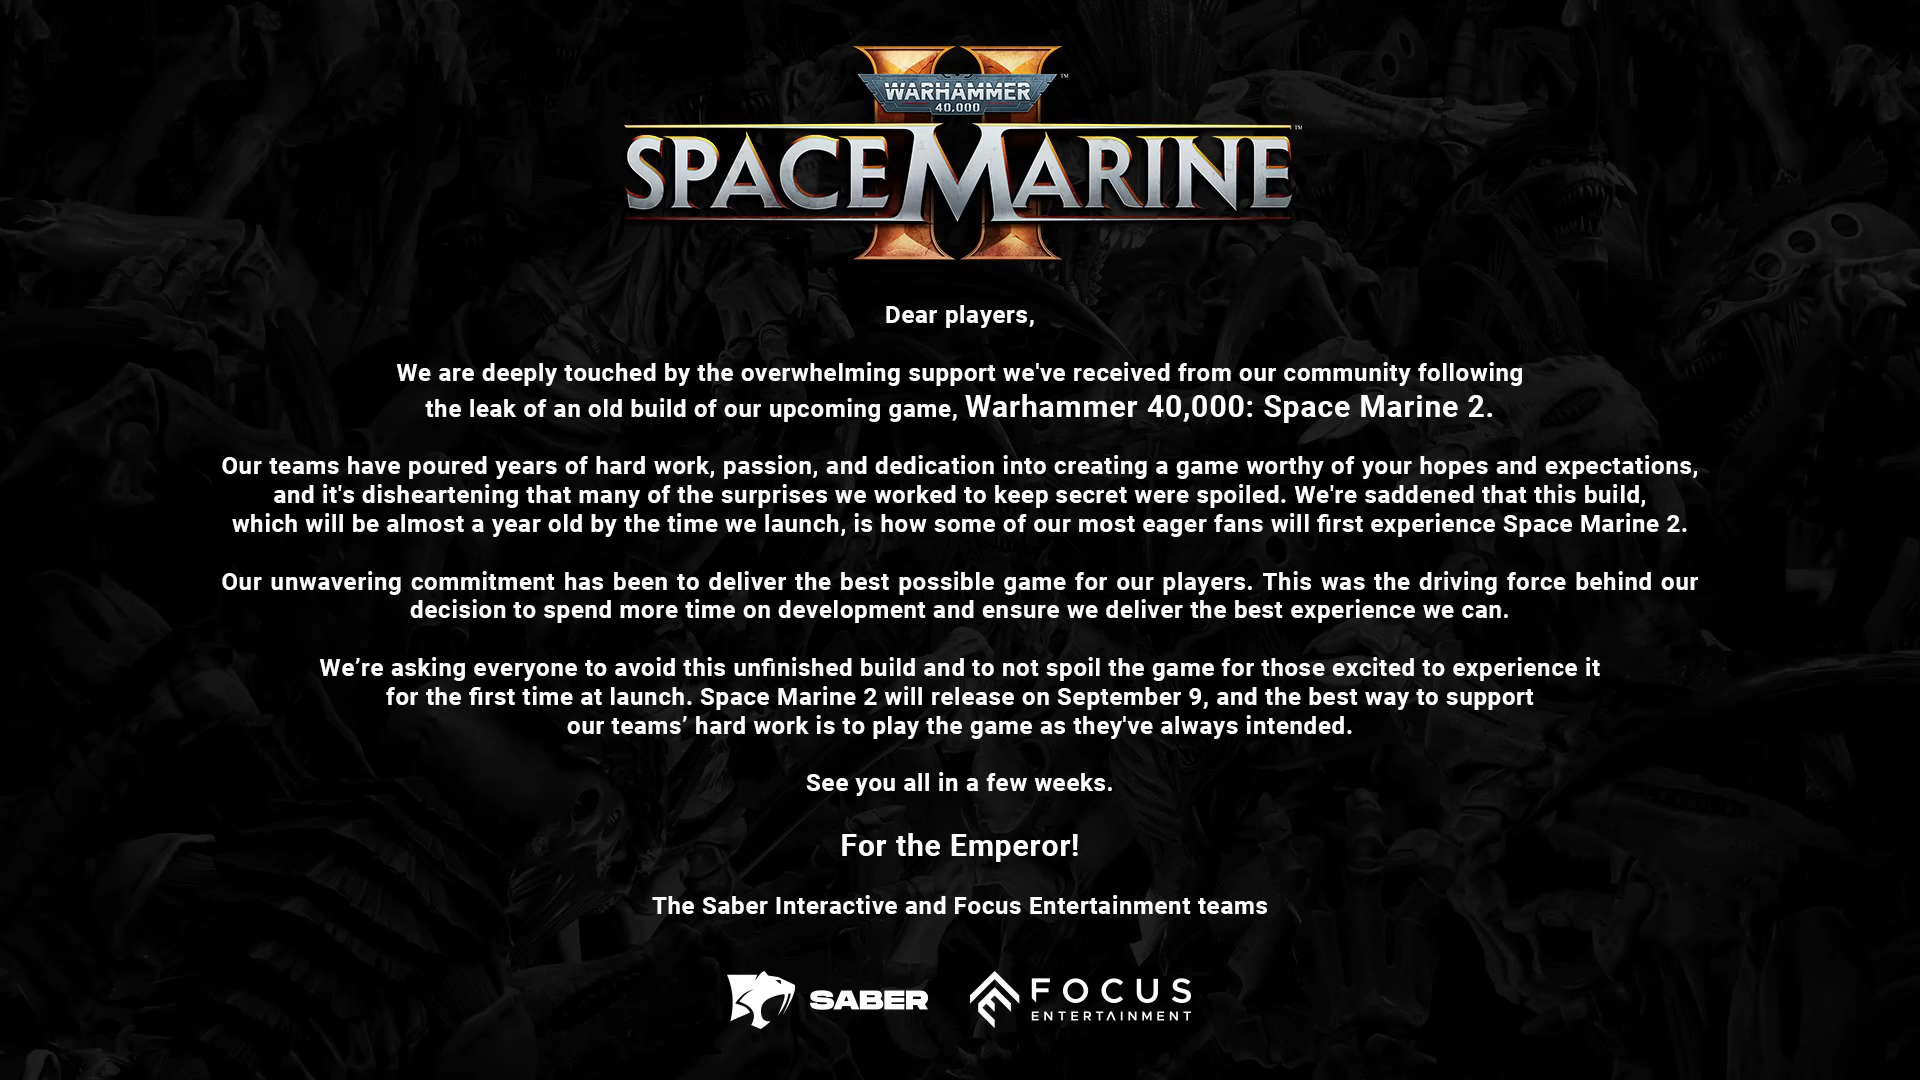 II
WARHAMMER™
40,000
SPACE MARINE™
Dear players,
We are deeply touched by the overwhelming support we've received from our community following
the leak of an old build of our upcoming game, Warhammer 40,000: Space Marine 2.
Our teams have poured years of hard work, passion, and dedication into creating a game worthy of your hopes and expectations,
and it's disheartening that many of the surprises we worked to keep secret were spoiled. We're saddened that this build,
which will be almost a year old by the time we launch, is how some of our most eager fans will first experience Space Marine 2.
Our unwavering commitment has been to deliver the best possible game for our players. This was the driving force behind our
decision to spend more time on development and ensure we deliver the best experience we can.
We’re asking everyone to avoid this unfinished build and to not spoil the game for those excited to experience it
for the first time at launch. Space Marine 2 will release on September 9, and the best way to support
our teams’ hard work is to play the game as they've always intended.
See you all in a few weeks.
For the Emperor!
The Saber Interactive and Focus Entertainment teams
SABER
FOCUS
ENTERTAINMENT